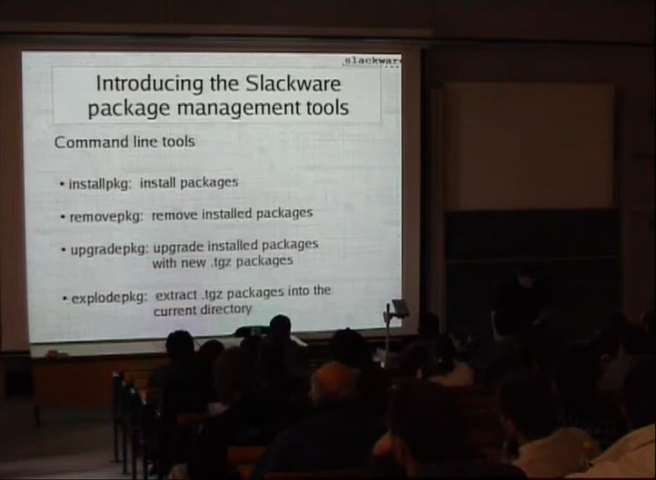 slackware
Introducing the Slackware
package management tools
Command line tools
• installpkg: install packages
• removepkg: remove installed packages
• upgradepkg: upgrade installed packages
with new .tgz packages
• explodepkg: extract .tgz packages into the
current directory